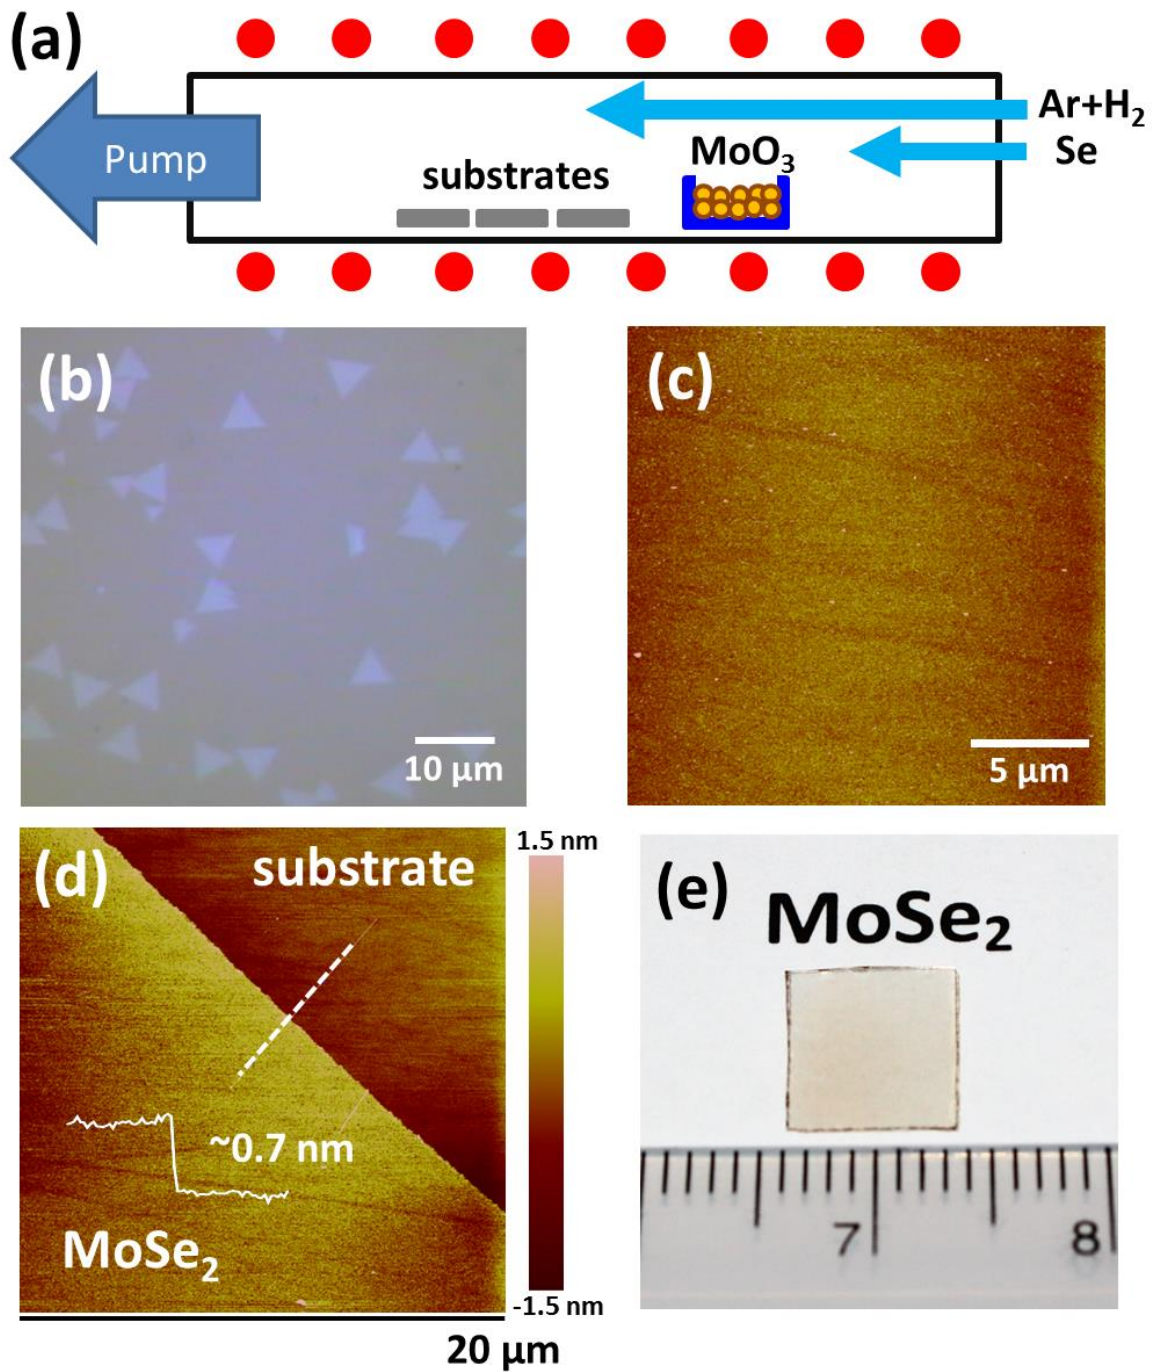 (a)
Ar+H₂
Pump
MoO₃
Se
substrates
(b)
10 µm
(c)
5 µm
(d)
substrate
1.5 nm
~0.7 nm
MoSe₂
-1.5 nm
20 µm
(e)
MoSe₂
7 8